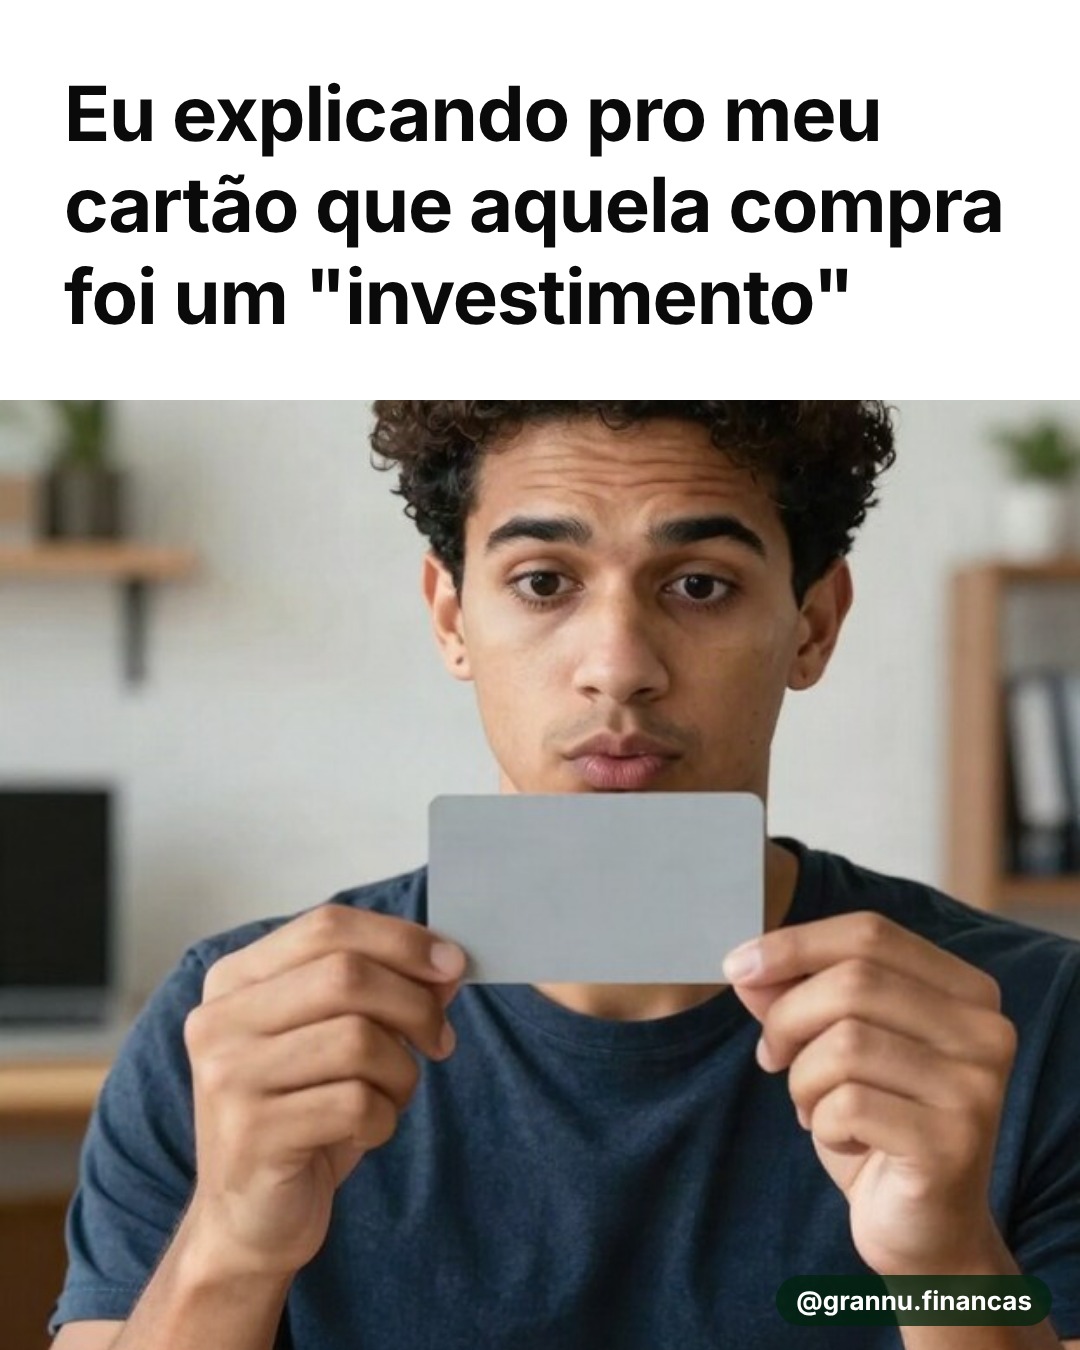 Eu explicando pro meu
cartão que aquela compra
foi um "investimento"
@grannu.financas